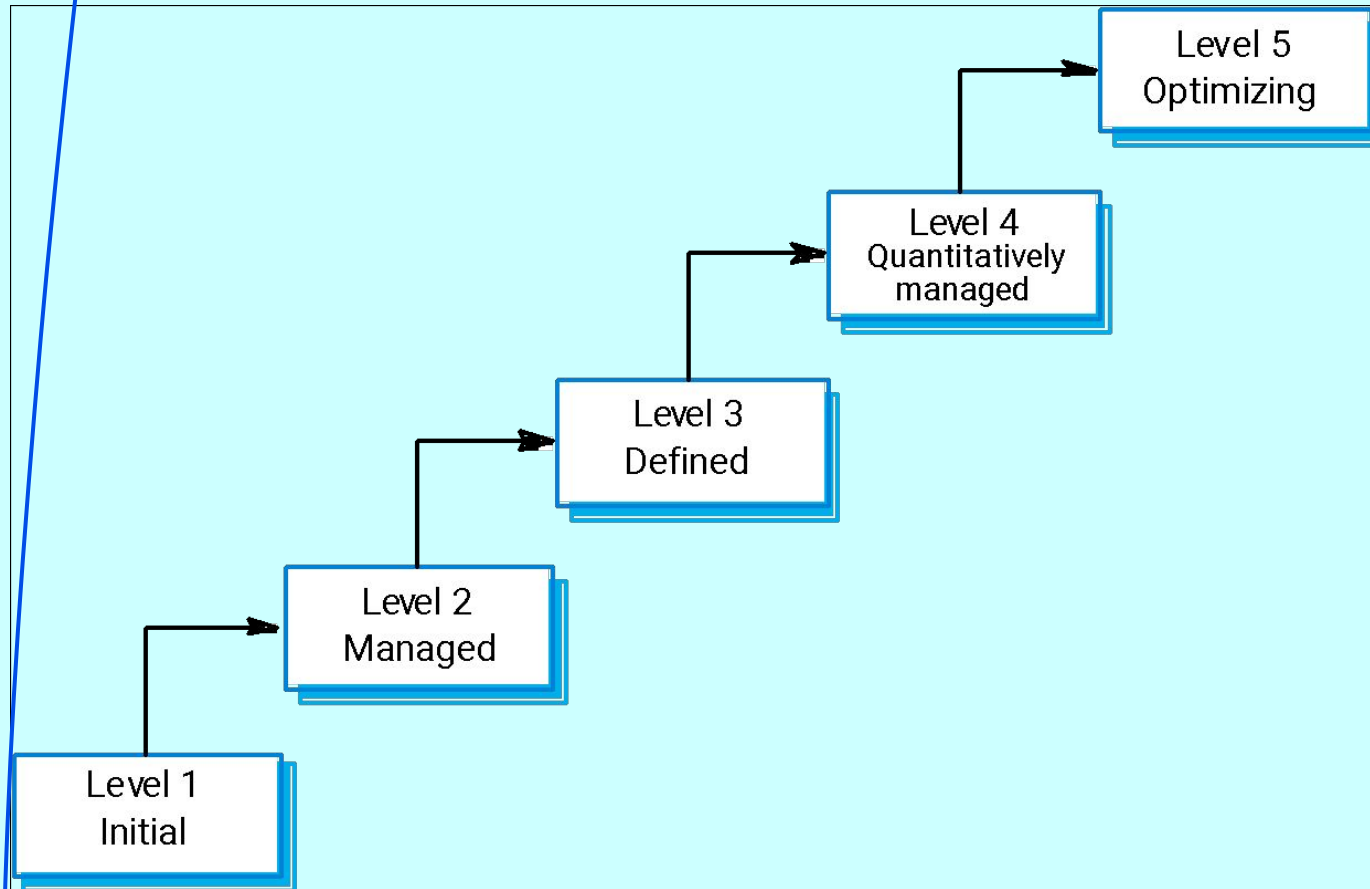 Level 5
Optimizing
Level 4
Quantitatively
managed
Level 3
Defined
Level 2
Managed
Level 1
Initial